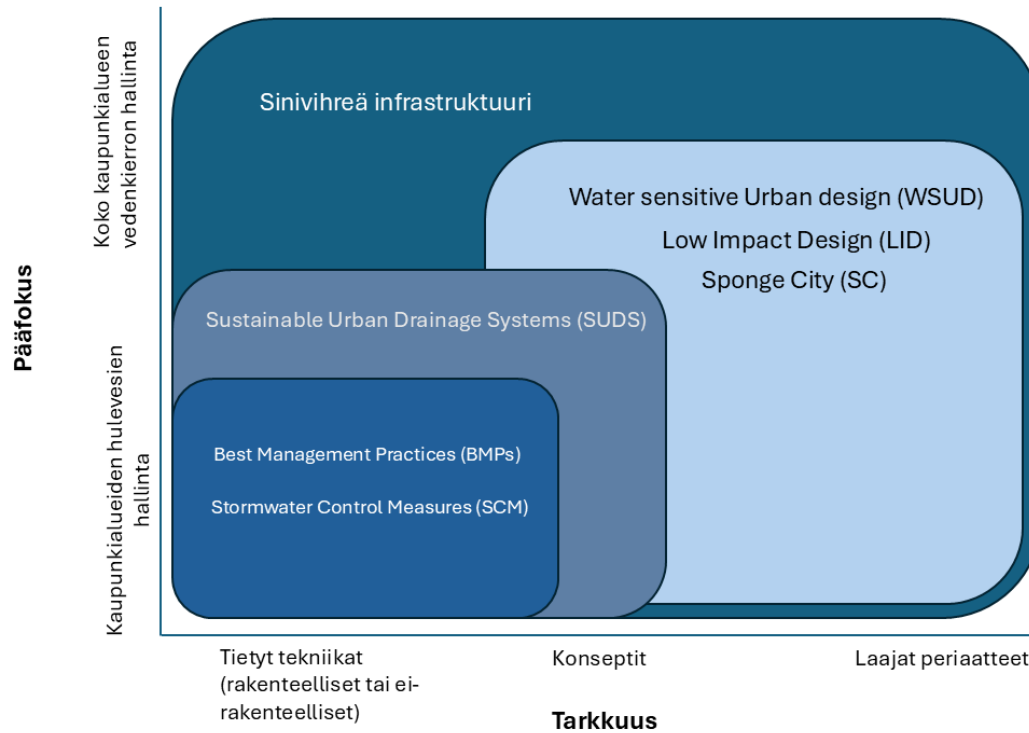 Pääfokus
Koko kaupunkialueen
vedenkierron hallinta
Kaupunkialueiden hulevesien
hallinta
Sinivihreä infrastruktuuri
Water sensitive Urban design (WSUD)
Low Impact Design (LID)
Sponge City (SC)
Sustainable Urban Drainage Systems (SUDS)
Best Management Practices (BMPs)
Stormwater Control Measures (SCM)
Tietyt tekniikat
(rakenteelliset tai ei-
rakenteelliset)
Konseptit
Laajat periaatteet
Tarkkuus